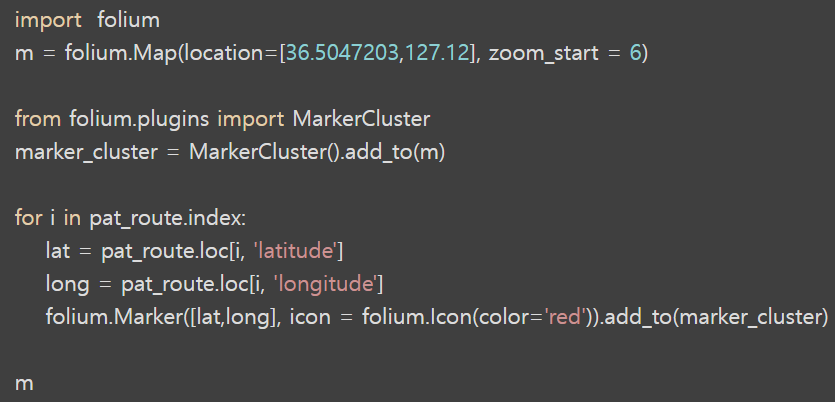 import folium
m = folium.Map(location=[36.5047203,127.12], zoom_start = 6)
from folium.plugins import MarkerCluster
marker_cluster = MarkerCluster().add_to(m)
for i in pat_route.index:
lat = pat_route.loc[i, 'latitude']
long = pat_route.loc[i, 'longitude']
folium.Marker([lat,long], icon = folium.Icon(color='red')).add_to(marker_cluster)
m